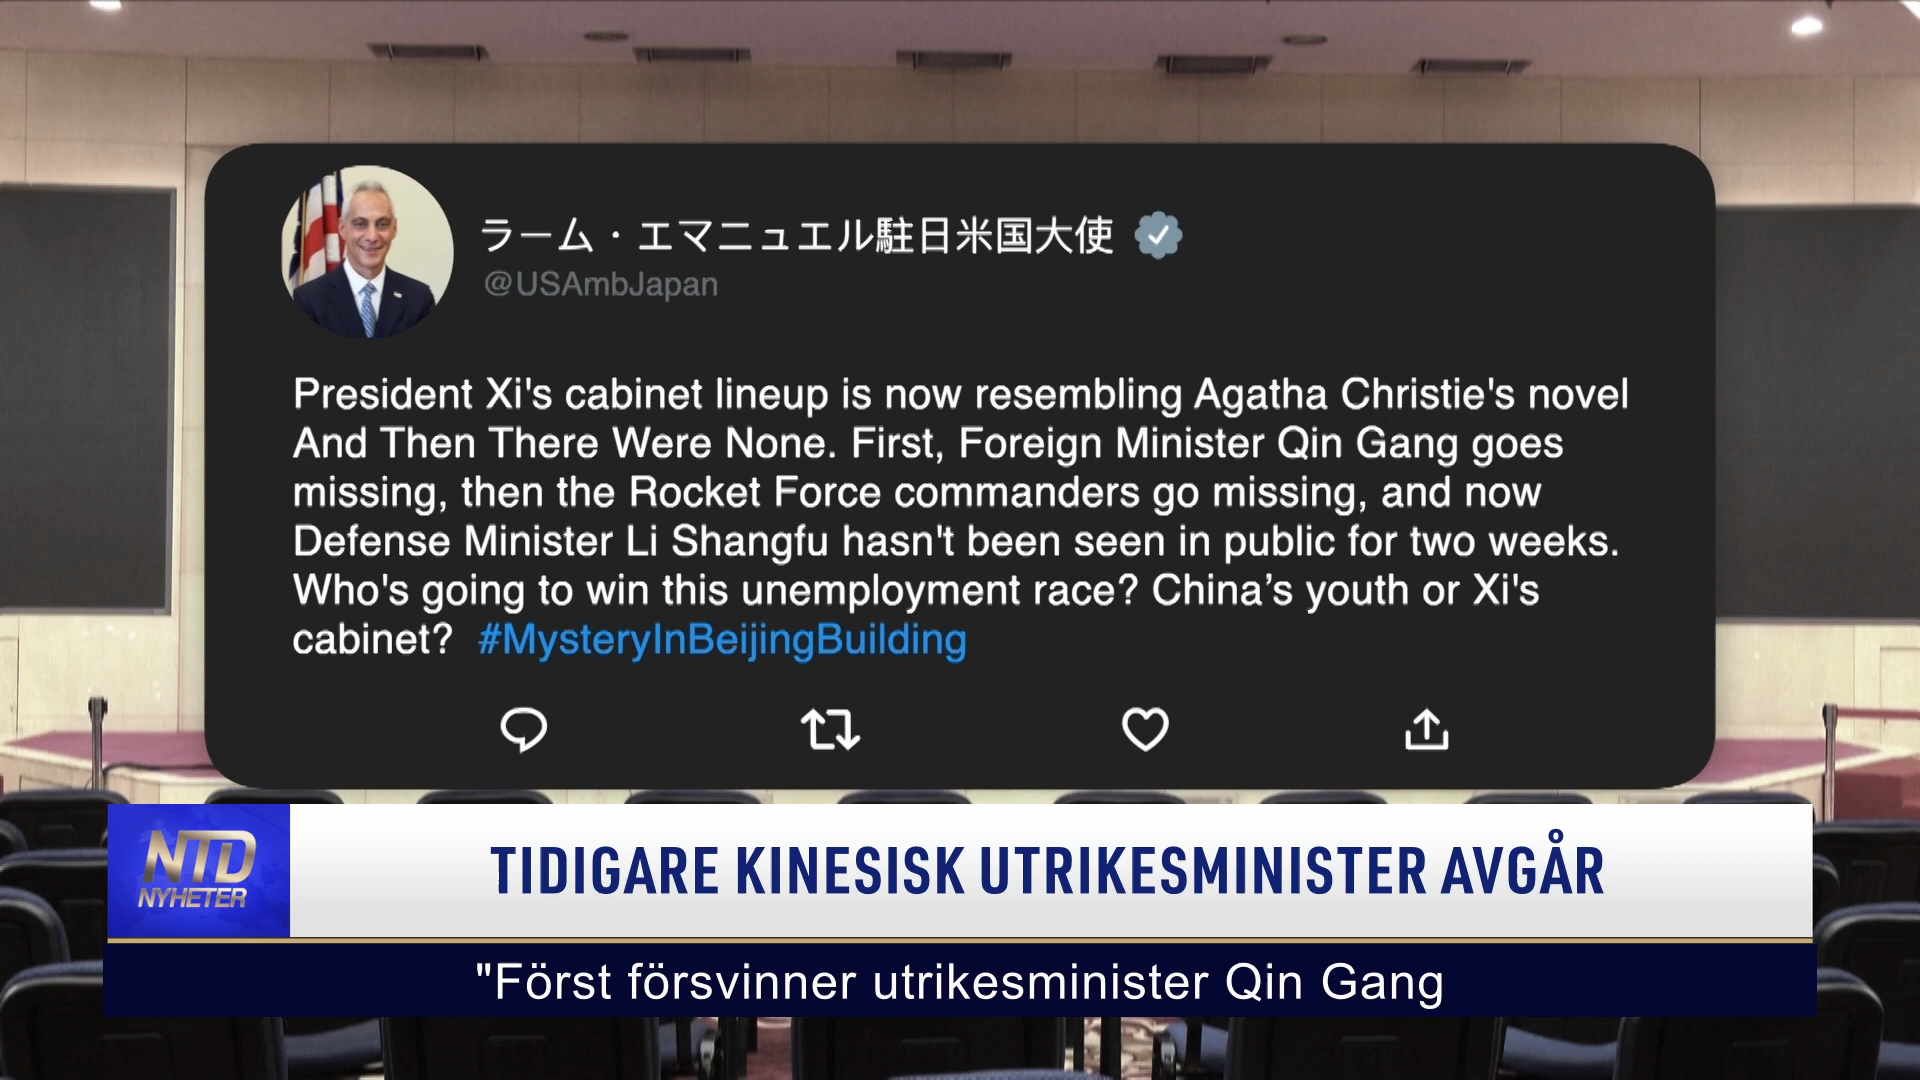 ラーム・エマニュエル駐日米国大使
@USAmbJapan
President Xi's cabinet lineup is now resembling Agatha Christie's novel
And Then There Were None. First, Foreign Minister Qin Gang goes
missing, then the Rocket Force commanders go missing, and now
Defense Minister Li Shangfu hasn't been seen in public for two weeks.
Who's going to win this unemployment race? China’s youth or Xi's
cabinet? #MysteryInBeijingBuilding
NTD
NYHETER
TIDIGARE KINESISK UTRIKESMINISTER AVGÅR
"Först försvinner utrikesminister Qin Gang